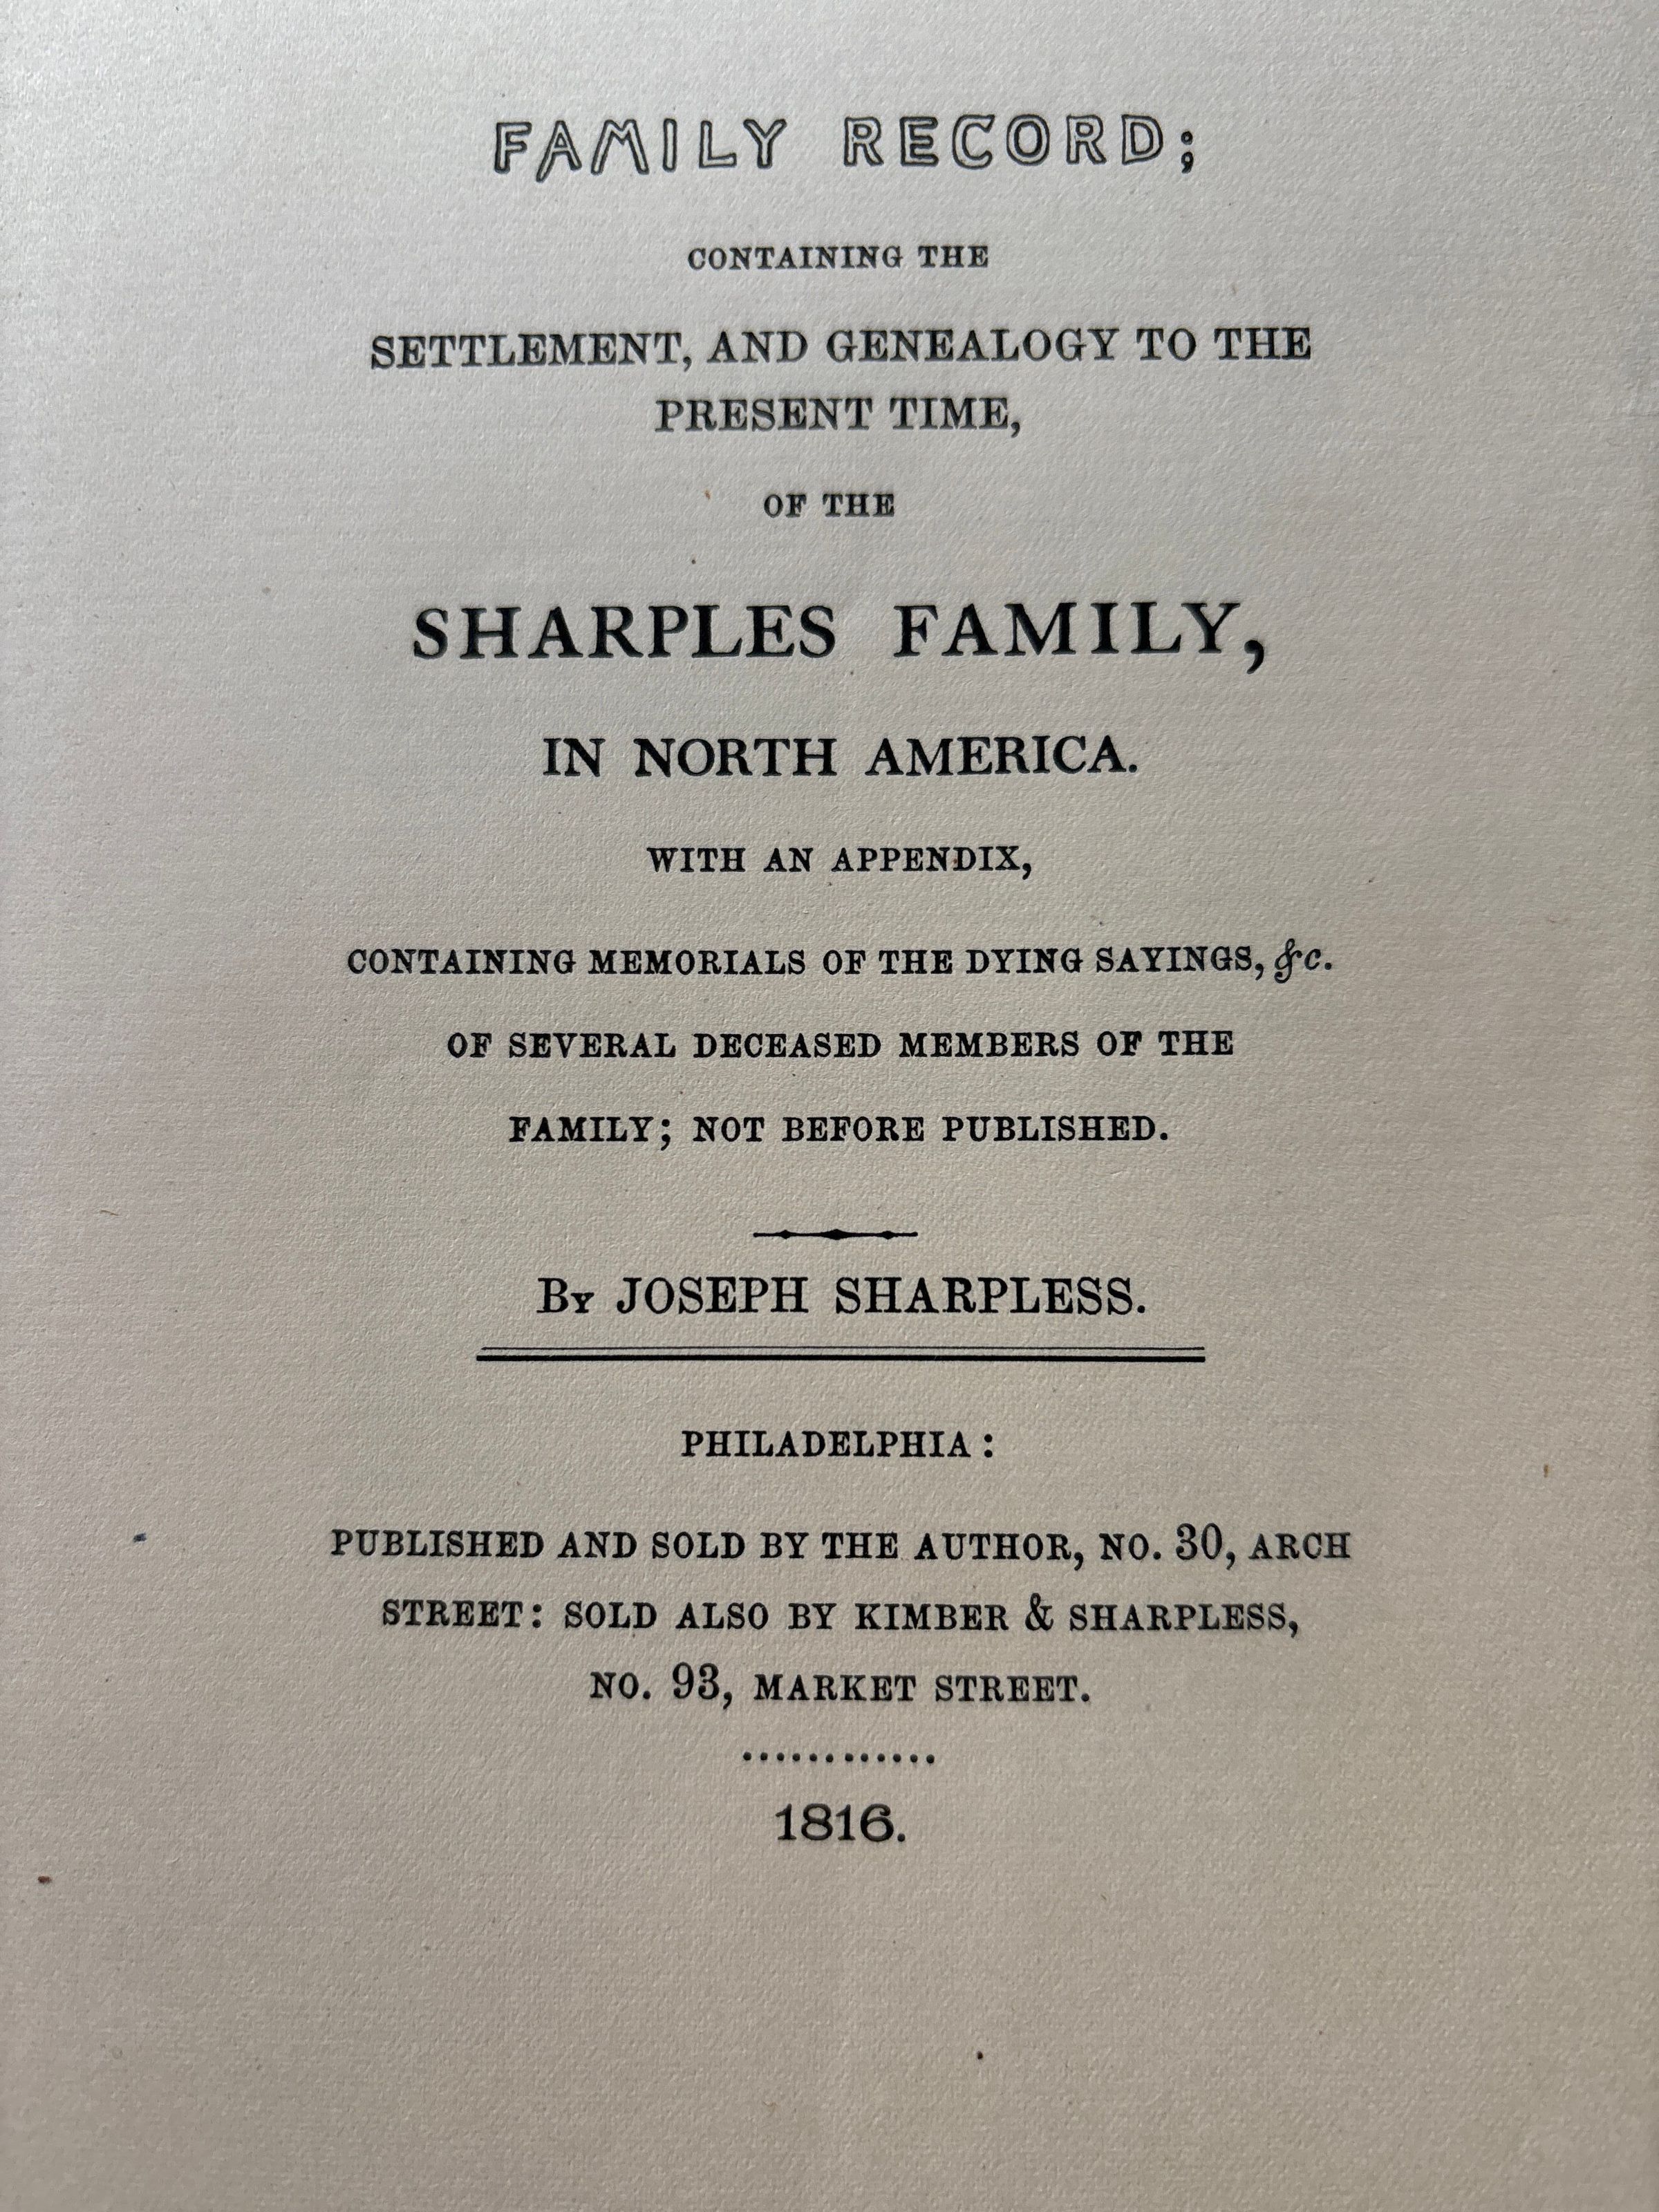 FAMILY RECORD;
CONTAINING THE
SETTLEMENT, AND GENEALOGY TO THE
PRESENT TIME,
OF THE
SHARPLES FAMILY,
IN NORTH AMERICA.
WITH AN APPENDIX,
CONTAINING MEMORIALS OF THE DYING SAYINGS, &c.
OF SEVERAL DECEASED MEMBERS OF THE
FAMILY; NOT BEFORE PUBLISHED.
By JOSEPH SHARPLESS.
PHILADELPHIA:
PUBLISHED AND SOLD BY THE AUTHOR, NO. 30, ARCH
STREET: SOLD ALSO BY KIMBER & SHARPLESS,
NO. 93, MARKET STREET.
............
1816.